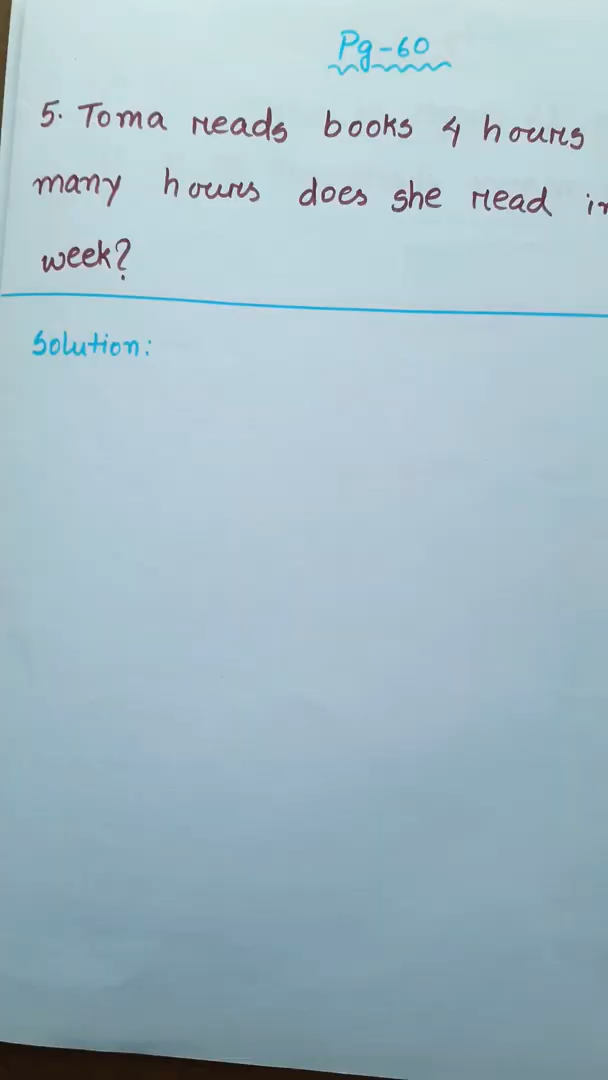 Pg-60
5. Toma reads books 4 hours
many hours does she read
week?
Solution: